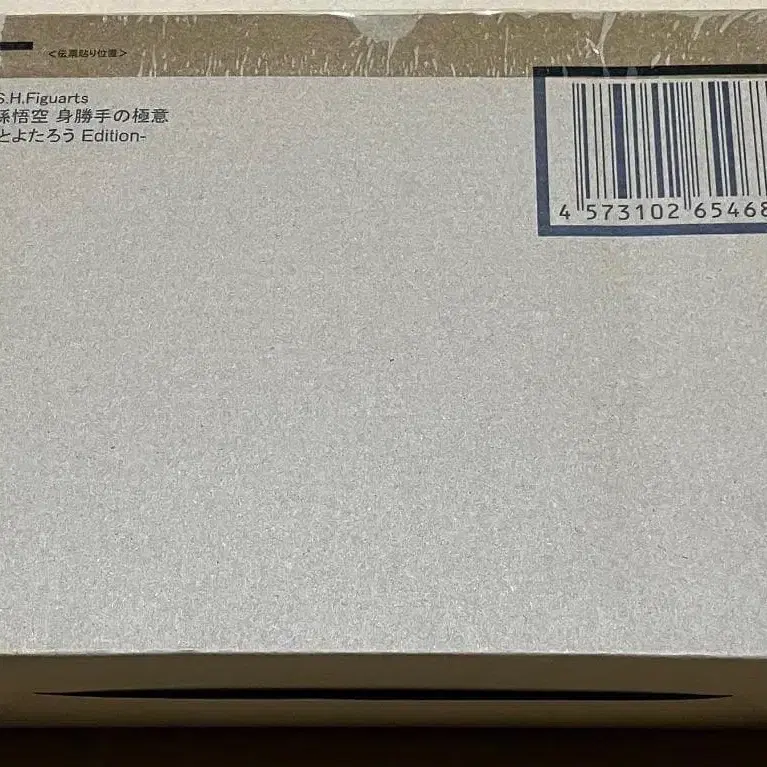 <伝票貼り位置>
S.H.Figuarts
孫悟空 身勝手の極意
とよたろう Edition-
4 573102 65468